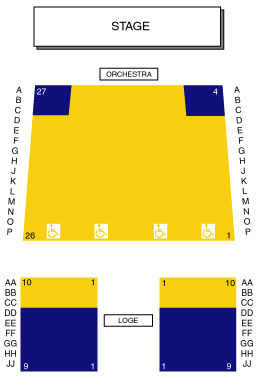 STAGE
ORCHESTRA
A 27 4 A
B B
C C
D D
E E
F F
G G
H H
J J
K K
L L
M M
N N
O O
P 26 1 P
AA 10 1 1 10 AA
BB BB
CC CC
DD DD
LOGE
EE EE
FF FF
GG GG
HH HH
JJ 9 1 1 9 JJ